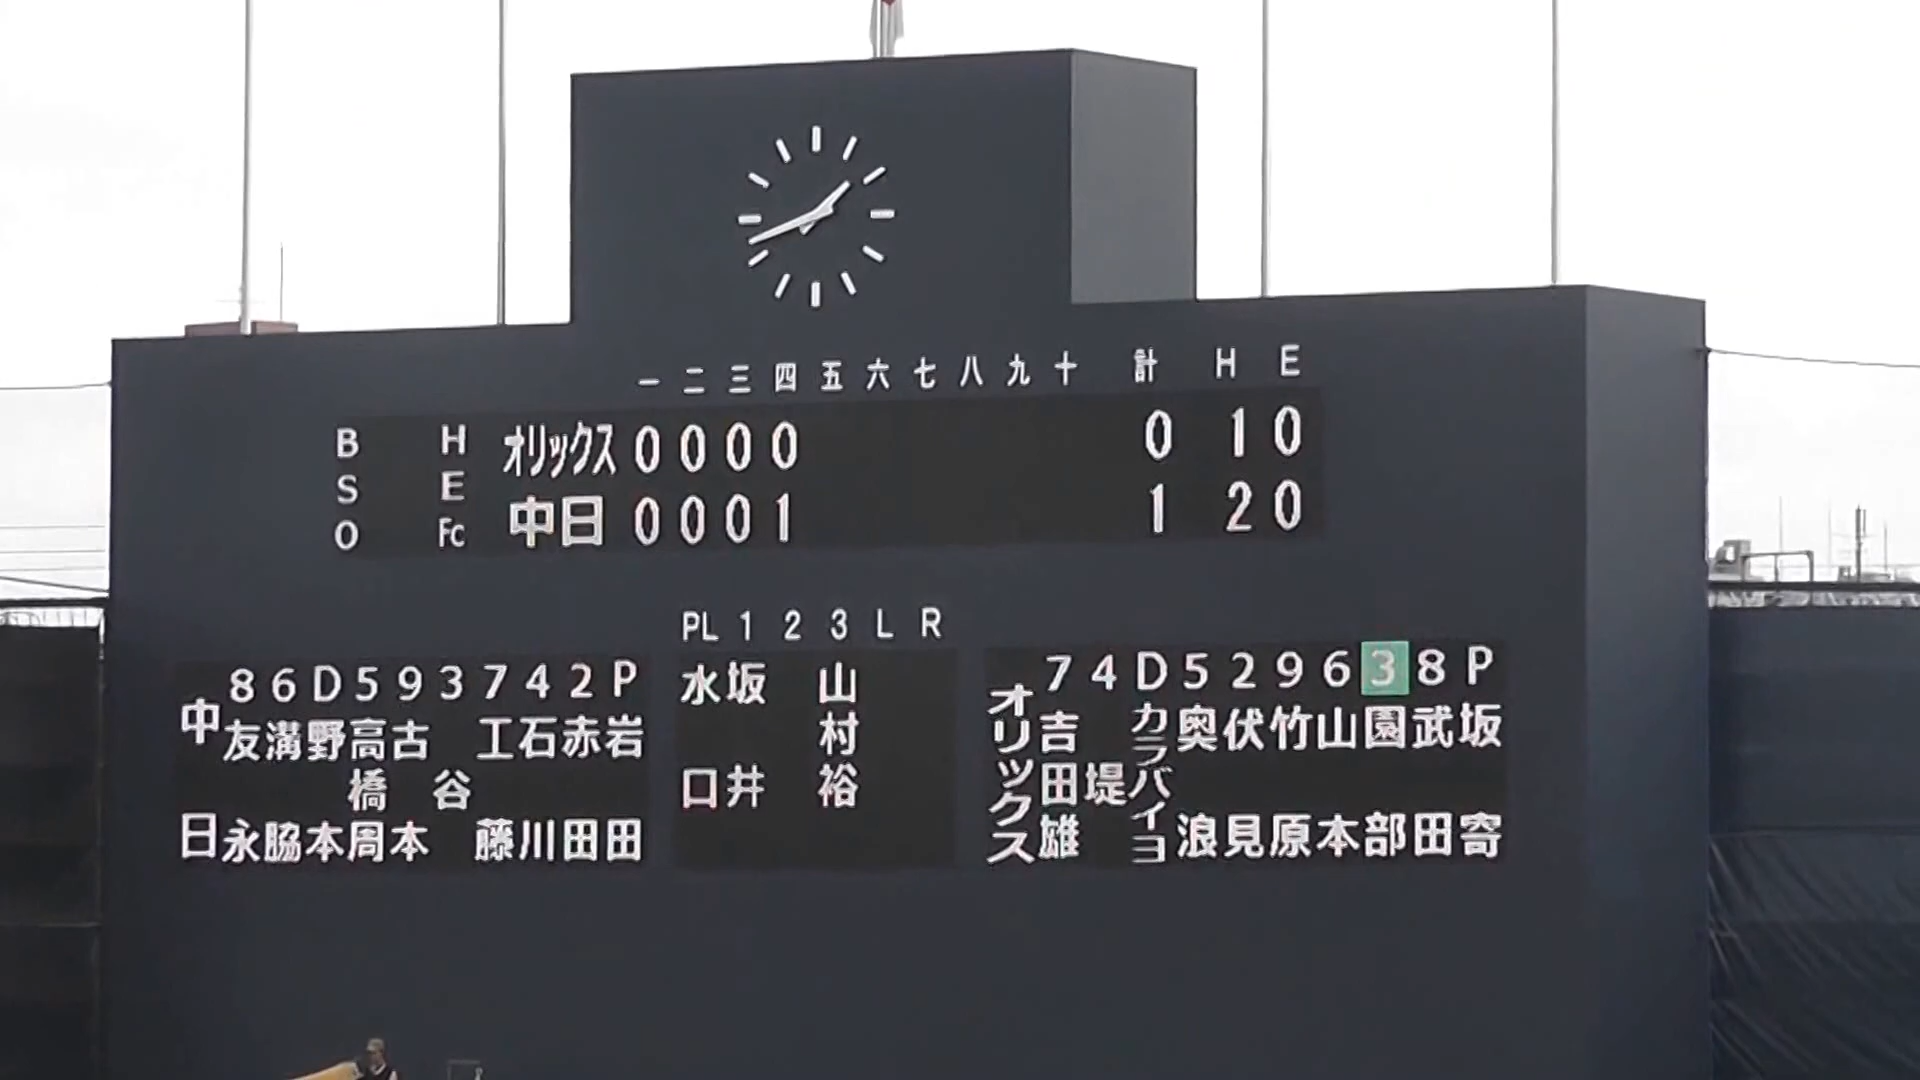 一 二 三 四 五 六 七 八 九 十 計 H E
B H オリックス 0 0 0 0 0 1 0
S E
O Fc 中日 0 0 0 1 1 2 0
PL 1 2 3 L R
水口 坂井 山村裕
8 6 D 5 9 3 7 4 2 P
中日 友永 溝脇 野本 高橋周 古本 谷 工藤 石川 赤田 岩田
7 4 D 5 2 9 6 3 8 P
オリックス 吉田雄 堤 カラバイヨ 奥浪 伏見 竹原 山本 園部 武田 坂寄